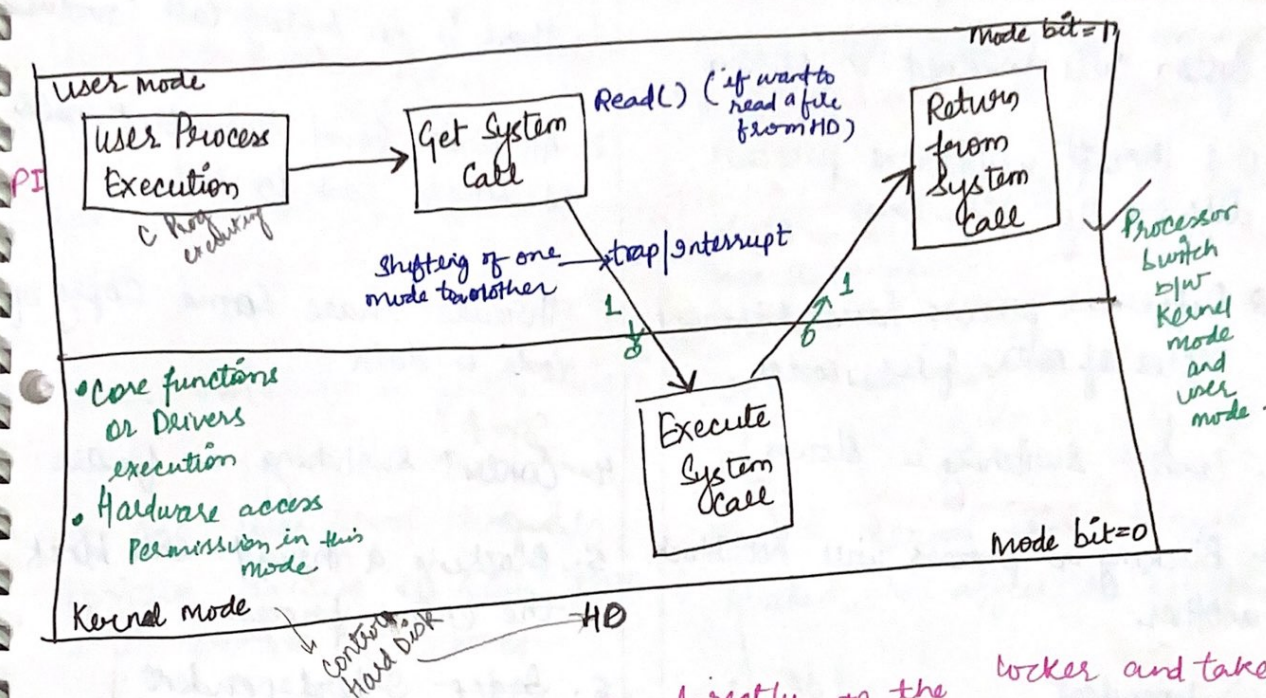 Mode bit=1
User mode
User Process
Execution
PI
C Prog
executing
Get System
Call
Read() (if want to
read a file
from HD)
Return
from
System
Call
Shifting of one
mode to another
trap/Interrupt
1
0
1
0
Processor
switch
b/w
Kernel
mode
and
user
mode.
• Core functions
or Drivers
execution
• Hardware access
Permission in this
mode.
Execute
System
Call
Mode bit=0
Kernel mode
controls
Hard Disk
HD
locker and take
directly on the